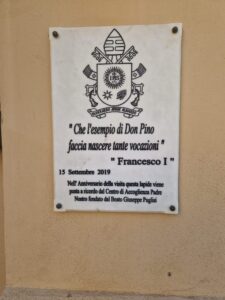 " Che l'esempio di Don Pino
faccia nascere tante vocazioni "
" Francesco I "
15 Settembre 2019
Nell' Anniversario della visita questa lapide viene
posta a ricordo dal Centro di Accoglienza Padre
Nostro fondato dal Beato Giuseppe Puglisi